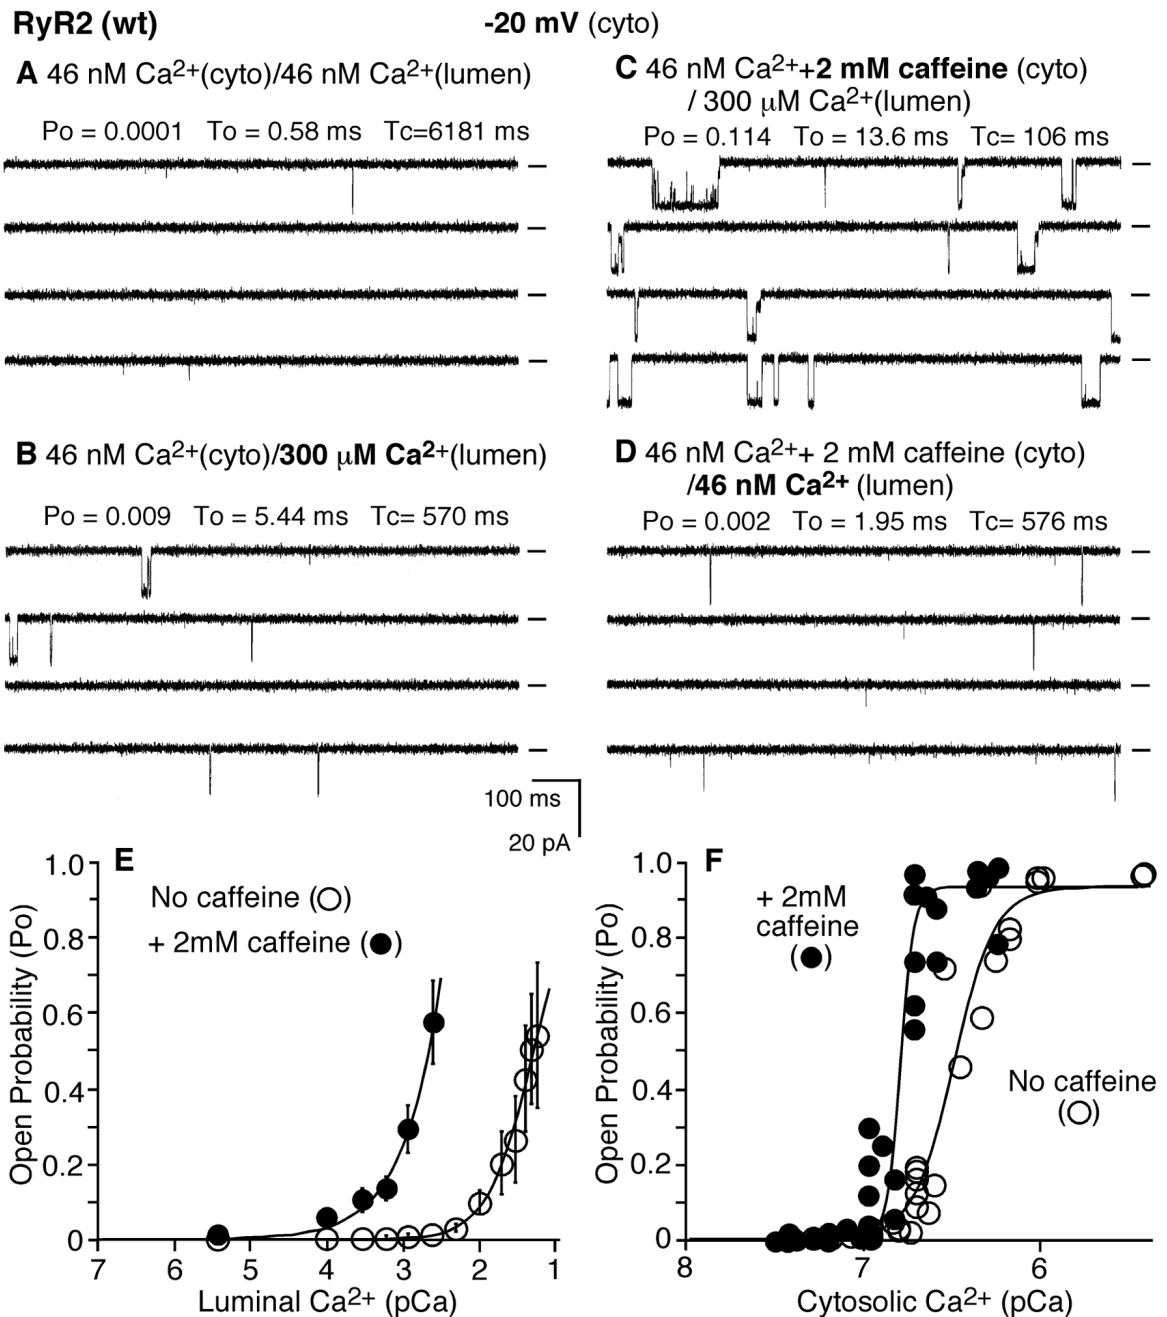 RyR2 (wt)
-20 mV (cyto)
A 46 nM Ca2+(cyto)/46 nM Ca2+(lumen)
Po = 0.0001 To = 0.58 ms Tc=6181 ms
C 46 nM Ca2++2 mM caffeine (cyto)
/ 300 µM Ca2+(lumen)
Po = 0.114 To = 13.6 ms Tc= 106 ms
B 46 nM Ca2+(cyto)/300 µM Ca2+(lumen)
Po = 0.009 To = 5.44 ms Tc= 570 ms
D 46 nM Ca2++ 2 mM caffeine (cyto)
/46 nM Ca2+ (lumen)
Po = 0.002 To = 1.95 ms Tc= 576 ms
100 ms
20 pA
E
No caffeine (○)
+ 2mM caffeine (●)
Open Probability (Po)
1.0
0.8
0.6
0.4
0.2
0
7 6 5 4 3 2 1
Luminal Ca2+ (pCa)
F
+ 2mM
caffeine
(●)
No caffeine
(○)
Open Probability (Po)
1.0
0.8
0.6
0.4
0.2
0
8 7 6
Cytosolic Ca2+ (pCa)